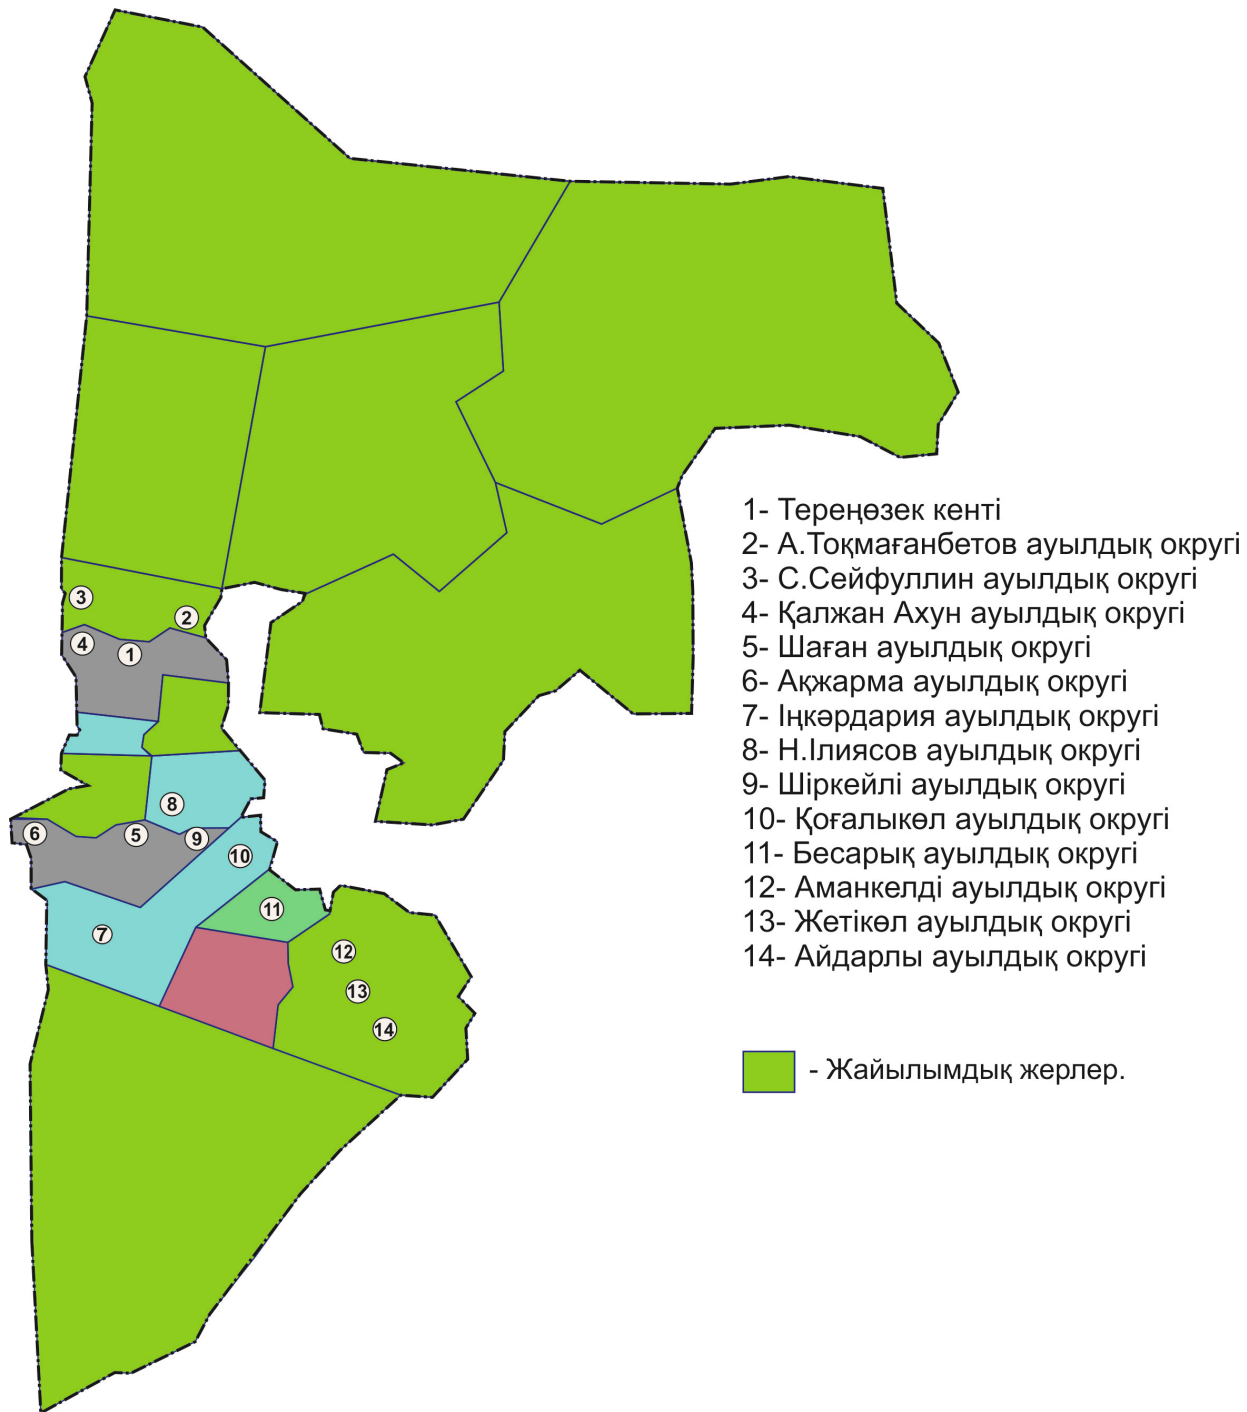 3
2
4
1
8
6
5
9
10
11
7
12
13
14
1- Тереңөзек кенті
2- А.Тоқмағанбетов ауылдық округі
3- С.Сейфуллин ауылдық округі
4- Қалжан Ахун ауылдық округі
5- Шаған ауылдық округі
6- Ақжарма ауылдық округі
7- Іңкәрдария ауылдық округі
8- Н.Ілиясов ауылдық округі
9- Шіркейлі ауылдық округі
10- Қоғалыкөл ауылдық округі
11- Бесарық ауылдық округі
12- Аманкелді ауылдық округі
13- Жетікөл ауылдық округі
14- Айдарлы ауылдық округі
- Жайылымдық жерлер.